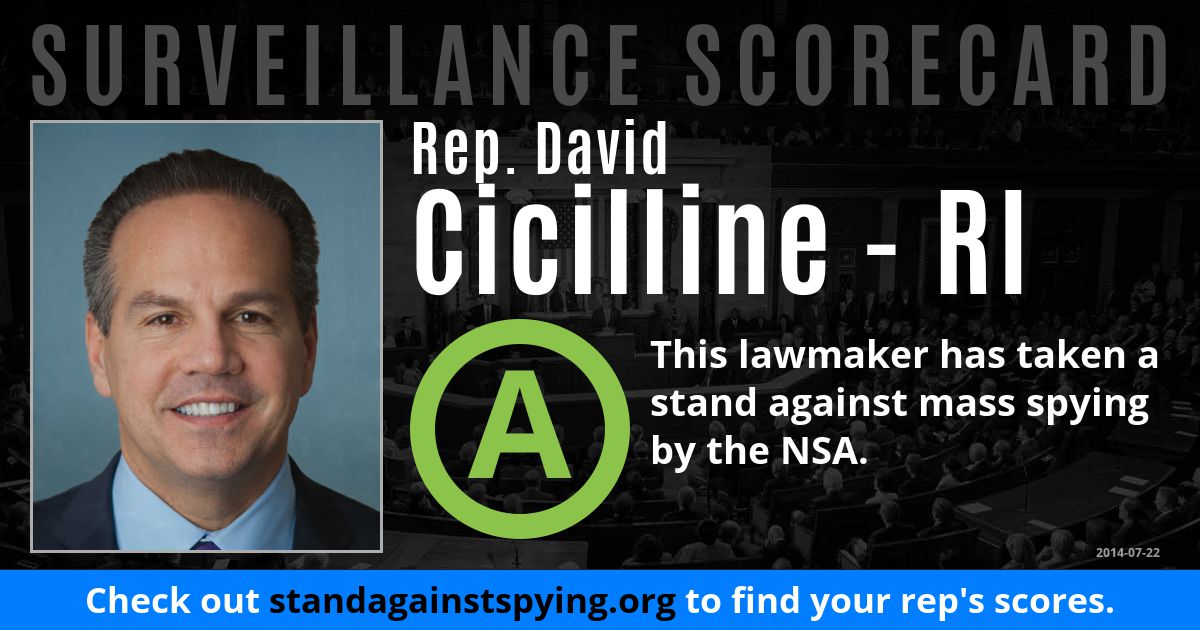 SURVEILLANCE SCORECARD
Rep. David
Cicilline - RI
A
This lawmaker has taken a
stand against mass spying
by the NSA.
2014-07-22
Check out standagainstspying.org to find your rep's scores.